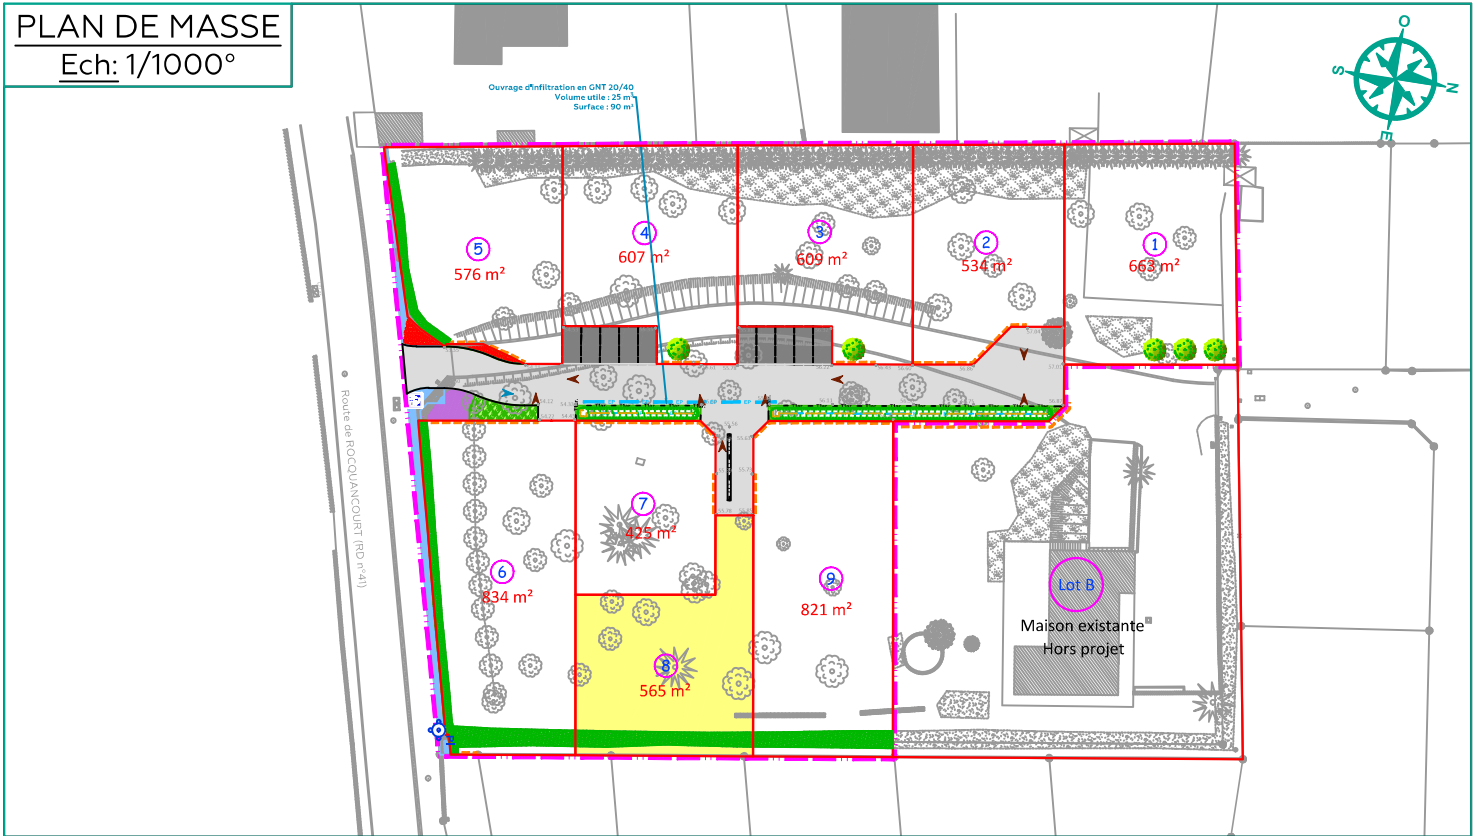 PLAN DE MASSE
Ech: 1/1000°
O
S
N
E
Ouvrage d'infiltration en GNT 20/40
Volume utile : 25 m³
Surface : 90 m²
5
576 m²
4
607 m²
3
609 m²
2
534 m²
1
663 m²
Route de ROCQUANCOURT (RD n°41)
7
425 m²
6
834 m²
9
821 m²
8
565 m²
Lot B
Maison existante
Hors projet
PI